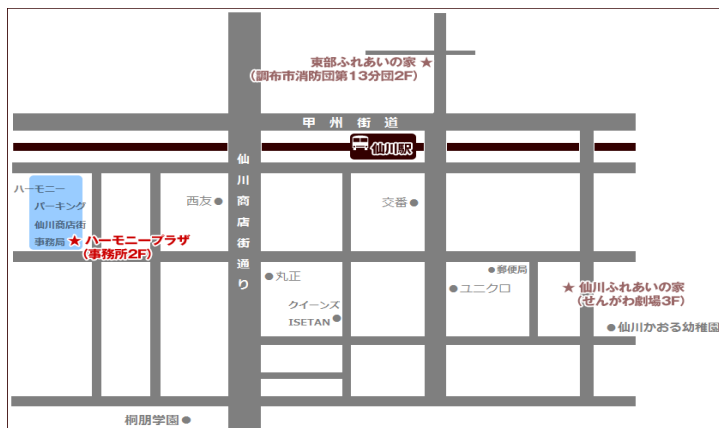 東部ふれあいの家 ★
(調布市消防団第13分団2F)
甲州街道
仙川駅
仙川商店街通り
ハーモニー
パーキング
仙川商店街
事務局
★ ハーモニープラザ
(事務所2F)
西友●
交番●
●丸正
クイーンズ
ISETAN●
●郵便局
●ユニクロ
★ 仙川ふれあいの家
(せんがわ劇場3F)
●仙川かおる幼稚園
桐朋学園●